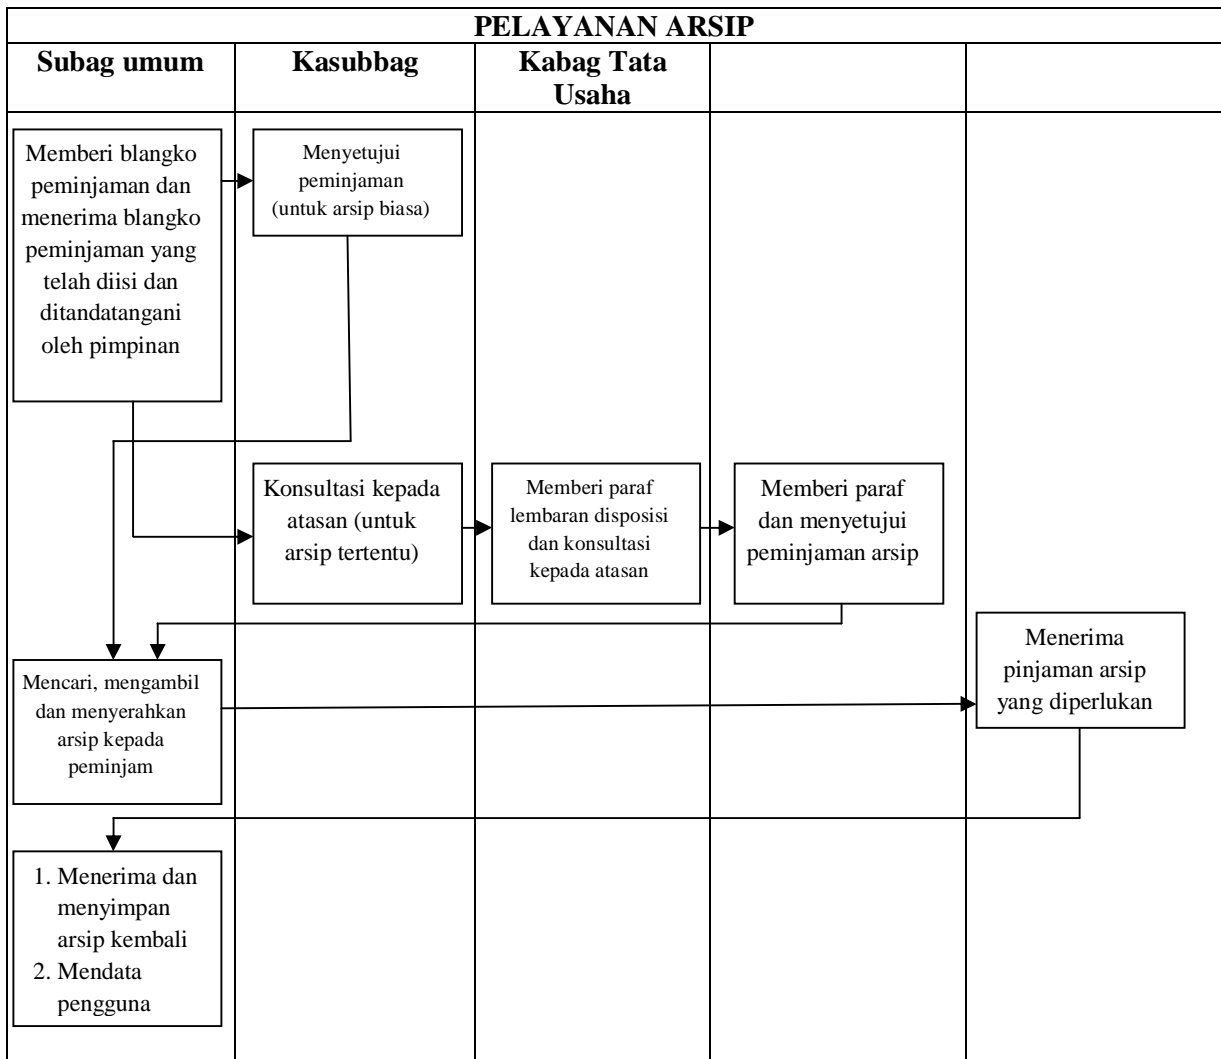 PELAYANAN ARSIP
Subag umum
Kasubbag
Kabag Tata
Usaha
Memberi blangko
peminjaman dan
menerima blangko
peminjaman yang
telah diisi dan
ditandatangani
oleh pimpinan
Menyetujui
peminjaman
(untuk arsip biasa)
Konsultasi kepada
atasan (untuk
arsip tertentu)
Memberi paraf
lembaran disposisi
dan konsultasi
kepada atasan
Memberi paraf
dan menyetujui
peminjaman arsip
Menerima
pinjaman arsip
yang diperlukan
Mencari, mengambil
dan menyerahkan
arsip kepada
peminjam
1. Menerima dan
menyimpan
arsip kembali
2. Mendata
pengguna